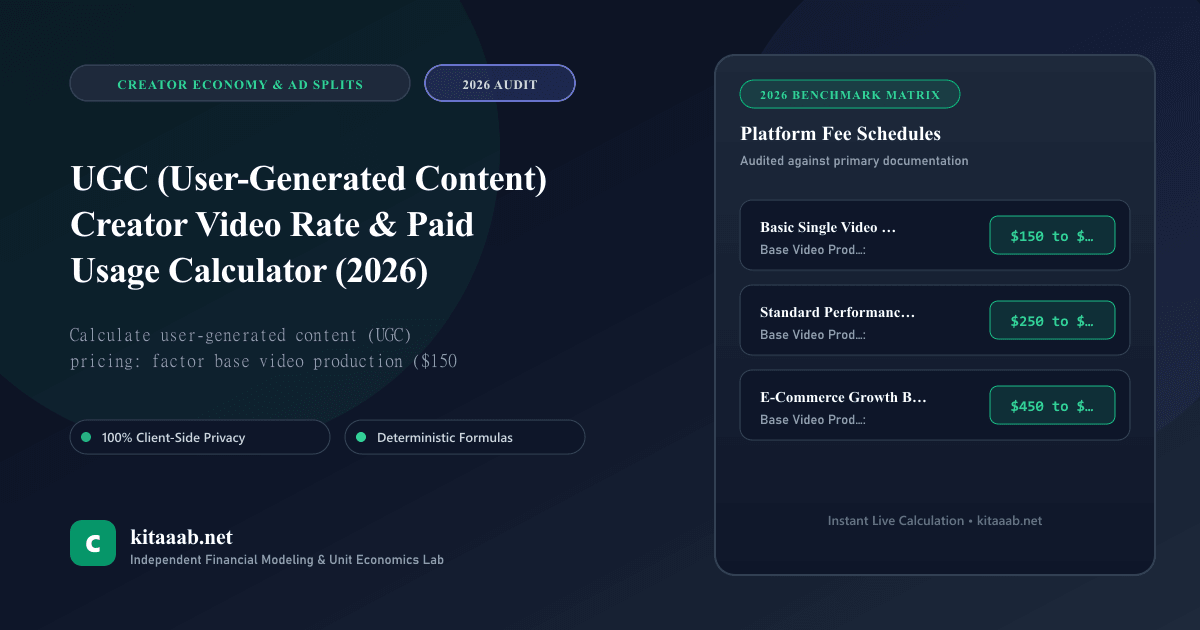 CREATOR ECONOMY & AD SPLITS
2026 AUDIT
UGC (User-Generated Content)
Creator Video Rate & Paid
Usage Calculator (2026)
Calculate user-generated content (UGC)
pricing: factor base video production ($150
100% Client-Side Privacy
Deterministic Formulas
C
kitaaab.net
Independent Financial Modeling & Unit Economics Lab
2026 BENCHMARK MATRIX
Platform Fee Schedules
Audited against primary documentation
Basic Single Video …
Base Video Prod…:
$150 to $…
Standard Performanc…
Base Video Prod…:
$250 to $…
E-Commerce Growth B…
Base Video Prod…:
$450 to $…
Instant Live Calculation • kitaaab.net